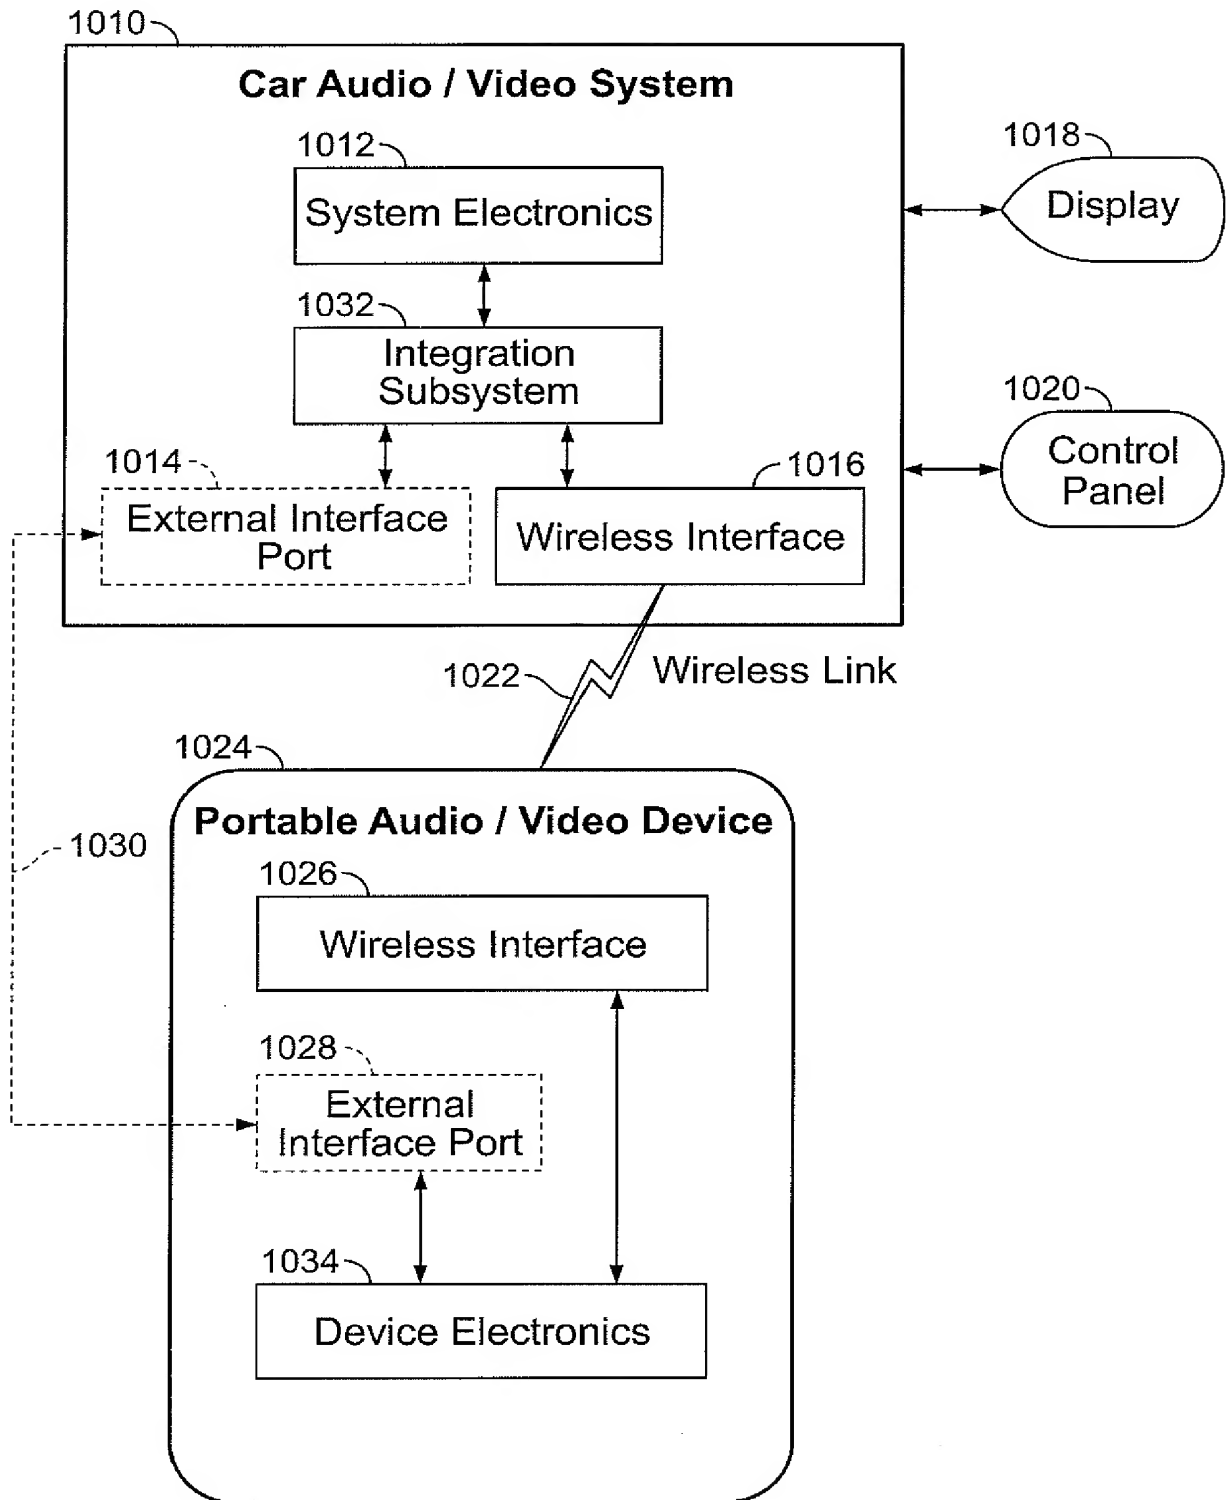 1010
Car Audio / Video System
1012
System Electronics
1018
Display
1032
Integration
Subsystem
1020
Control
Panel
1014
External Interface
Port
1016
Wireless Interface
1022
Wireless Link
1024
Portable Audio / Video Device
1030
1026
Wireless Interface
1028
External
Interface Port
1034
Device Electronics